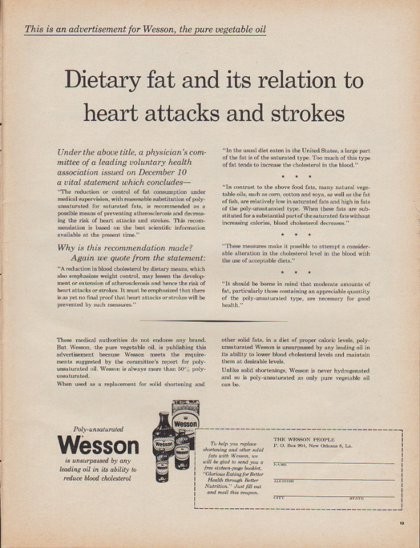 This is an advertisement for Wesson, the pure vegetable oil
Dietary fat and its relation to
heart attacks and strokes
Under the above title, a physician's com-
mittee of a leading voluntary health
association issued on December 10
a vital statement which concludes—
"The reduction or control of fat consumption under
medical supervision, with reasonable substitution of poly-
unsaturated for saturated fats, is recommended as a
possible means of preventing atherosclerosis and decreas-
ing the risk of heart attacks and strokes. This recom-
mendation is based on the best scientific information
available at the present time."
Why is this recommendation made?
Again we quote from the statement:
"A reduction in blood cholesterol by dietary means, which
also emphasizes weight control, may lessen the develop-
ment or extension of atherosclerosis and hence the risk of
heart attacks or strokes. It must be emphasized that there
is as yet no final proof that heart attacks or strokes will be
prevented by such measures."
"In the usual diet eaten in the United States, a large part
of the fat is of the saturated type. Too much of this type
of fat tends to increase the cholesterol in the blood."
* * *
"In contrast to the above food fats, many natural vege-
table oils, such as corn, cotton and soya, as well as the fat
of fish, are relatively low in saturated fats and high in fats
of the poly-unsaturated type. When these fats are sub-
stituted for a substantial part of the saturated fats without
increasing calories, blood cholesterol decreases."
* * *
"These measures make it possible to attempt a consider-
able alteration in the cholesterol level in the blood with
the use of acceptable diets."
* * *
"It should be borne in mind that moderate amounts of
fat, particularly those containing an appreciable quantity
of the poly-unsaturated type, are necessary for good
health."
These medical authorities do not endorse any brand.
But Wesson, the pure vegetable oil, is publishing this
advertisement because Wesson meets the require-
ments suggested by the committee's report for poly-
unsaturated oil. Wesson is always more than 50% poly-
unsaturated.
When used as a replacement for solid shortening and
other solid fats, in a diet of proper caloric levels, poly-
unsaturated Wesson is unsurpassed by any leading oil in
its ability to lower blood cholesterol levels and maintain
them at desirable levels.
Unlike solid shortenings, Wesson is never hydrogenated
and so is poly-unsaturated as only pure vegetable oil
can be.
Poly-unsaturated
Wesson
is unsurpassed by any
leading oil in its ability to
reduce blood cholesterol
Wesson
Wesson
To help you replace
shortening and other solid
fats with Wesson, we
will be glad to send you a
free sixteen-page booklet.
"Glorious Eating for Better
Health through Better
Nutrition." Just fill out
and mail this coupon.
THE WESSON PEOPLE
P. O. Box 994, New Orleans 8, La.
NAME
ADDRESS
CITY STATE